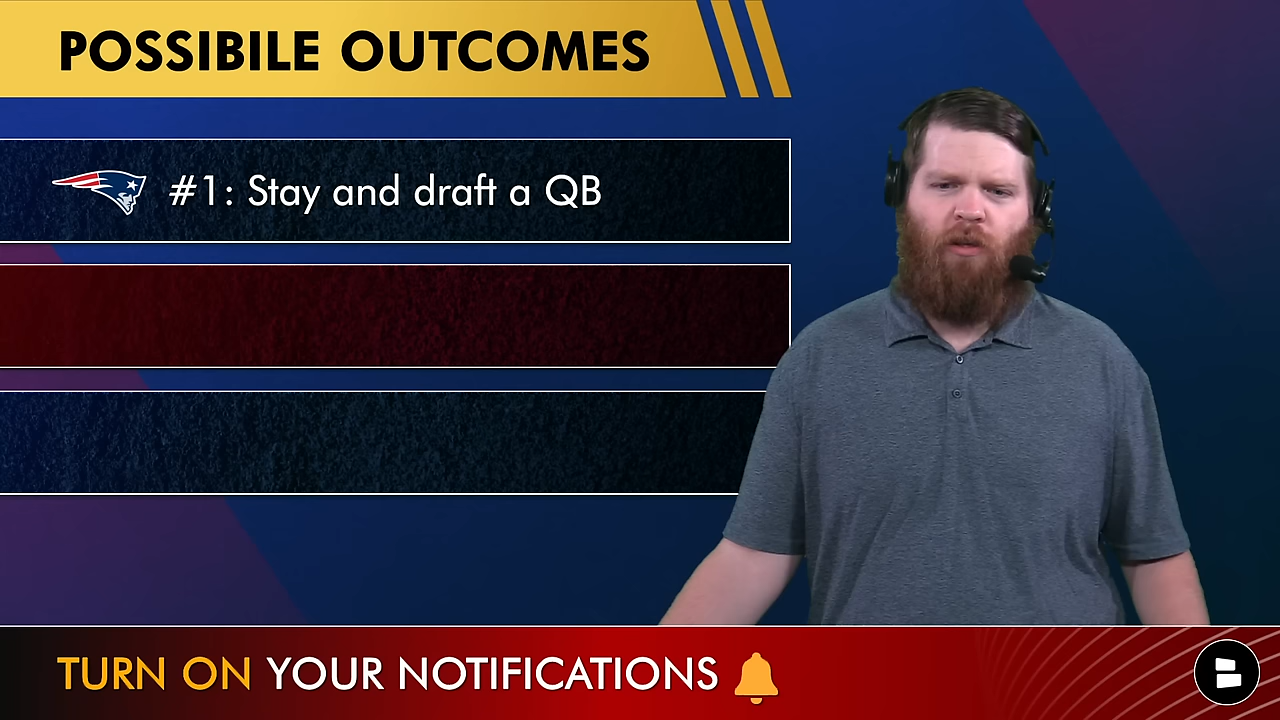 POSSIBILE OUTCOMES
#1: Stay and draft a QB
TURN ON YOUR NOTIFICATIONS